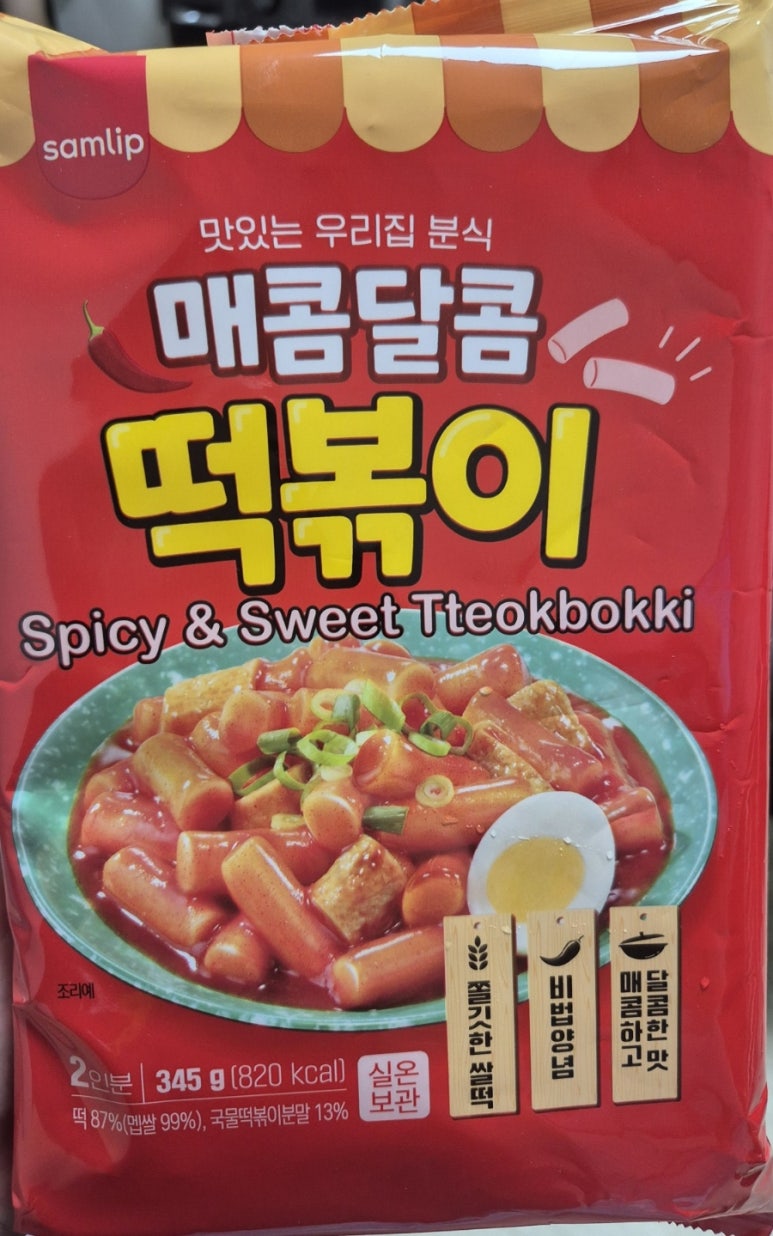 samlip
맛있는 우리집 분식
매콤달콤
떡볶이
Spicy & Sweet Tteokbokki
조리예
쫄깃한 쌀떡
비법양념
매콤하고
달콤한 맛
2인분 345 g (820 kcal)
떡 87%(멥쌀 99%), 국물떡볶이분말 13%
실온
보관